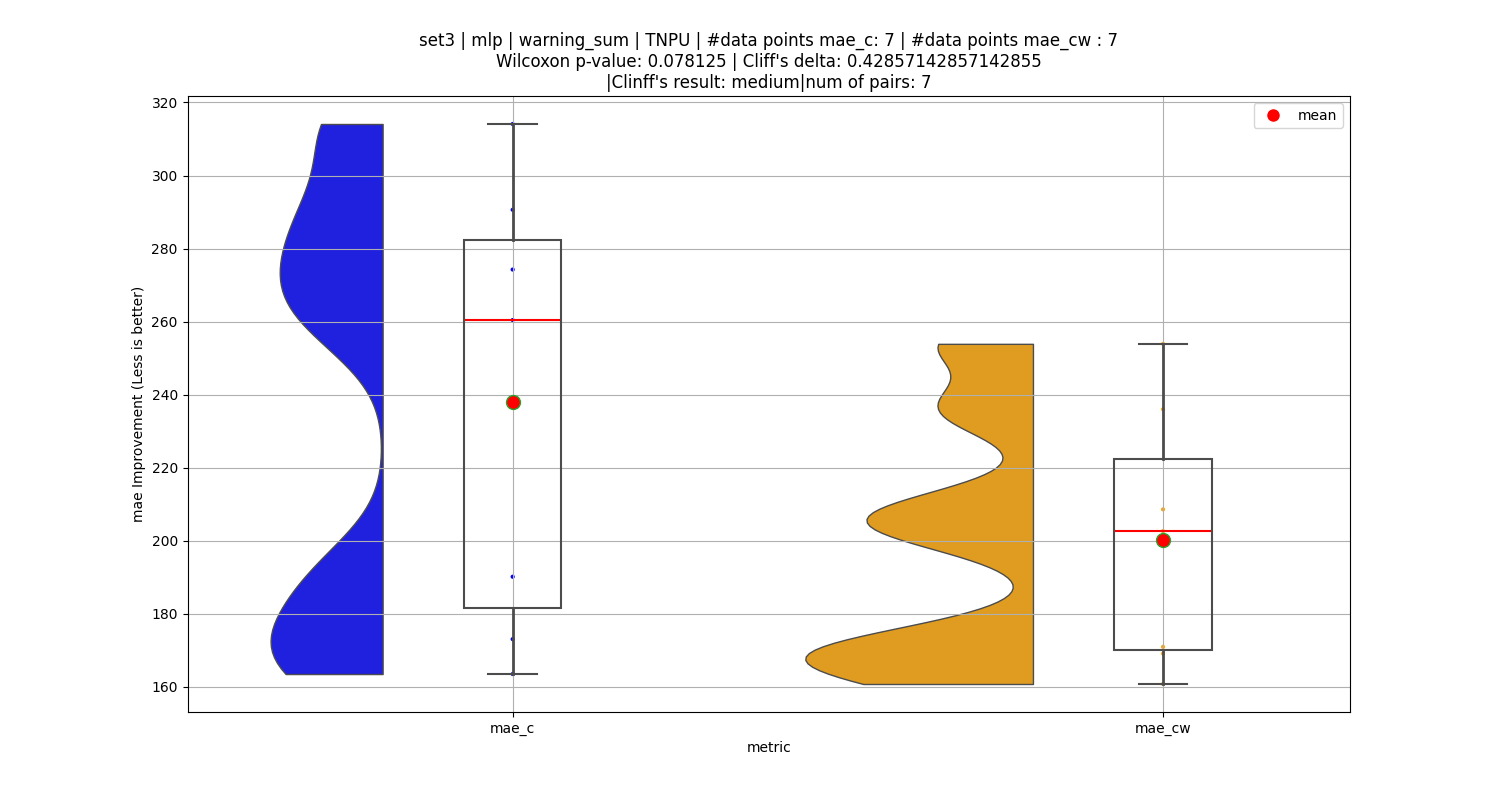 set3 | mlp | warning_sum | TNPU | #data points mae_c: 7 | #data points mae_cw : 7
Wilcoxon p-value: 0.078125 | Cliff's delta: 0.42857142857142855
|Clinff's result: medium|num of pairs: 7
mean
320
300
280
260
240
220
200
180
160
mae Improvement (Less is better)
mae_c
mae_cw
metric